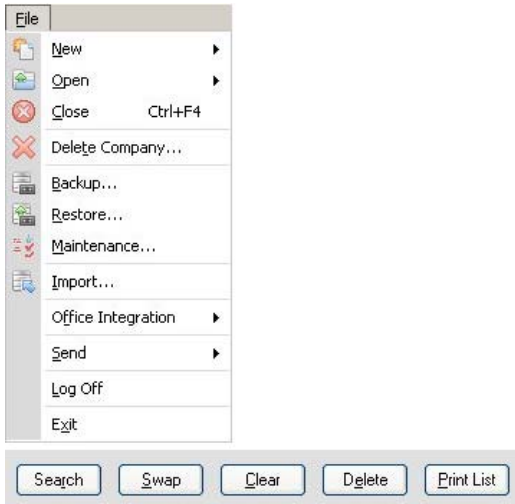 File
New
Open
Close Ctrl+F4
Delete Company...
Backup...
Restore...
Maintenance...
Import...
Office Integration
Send
Log Off
Exit
Search Swap Clear Delete Print List